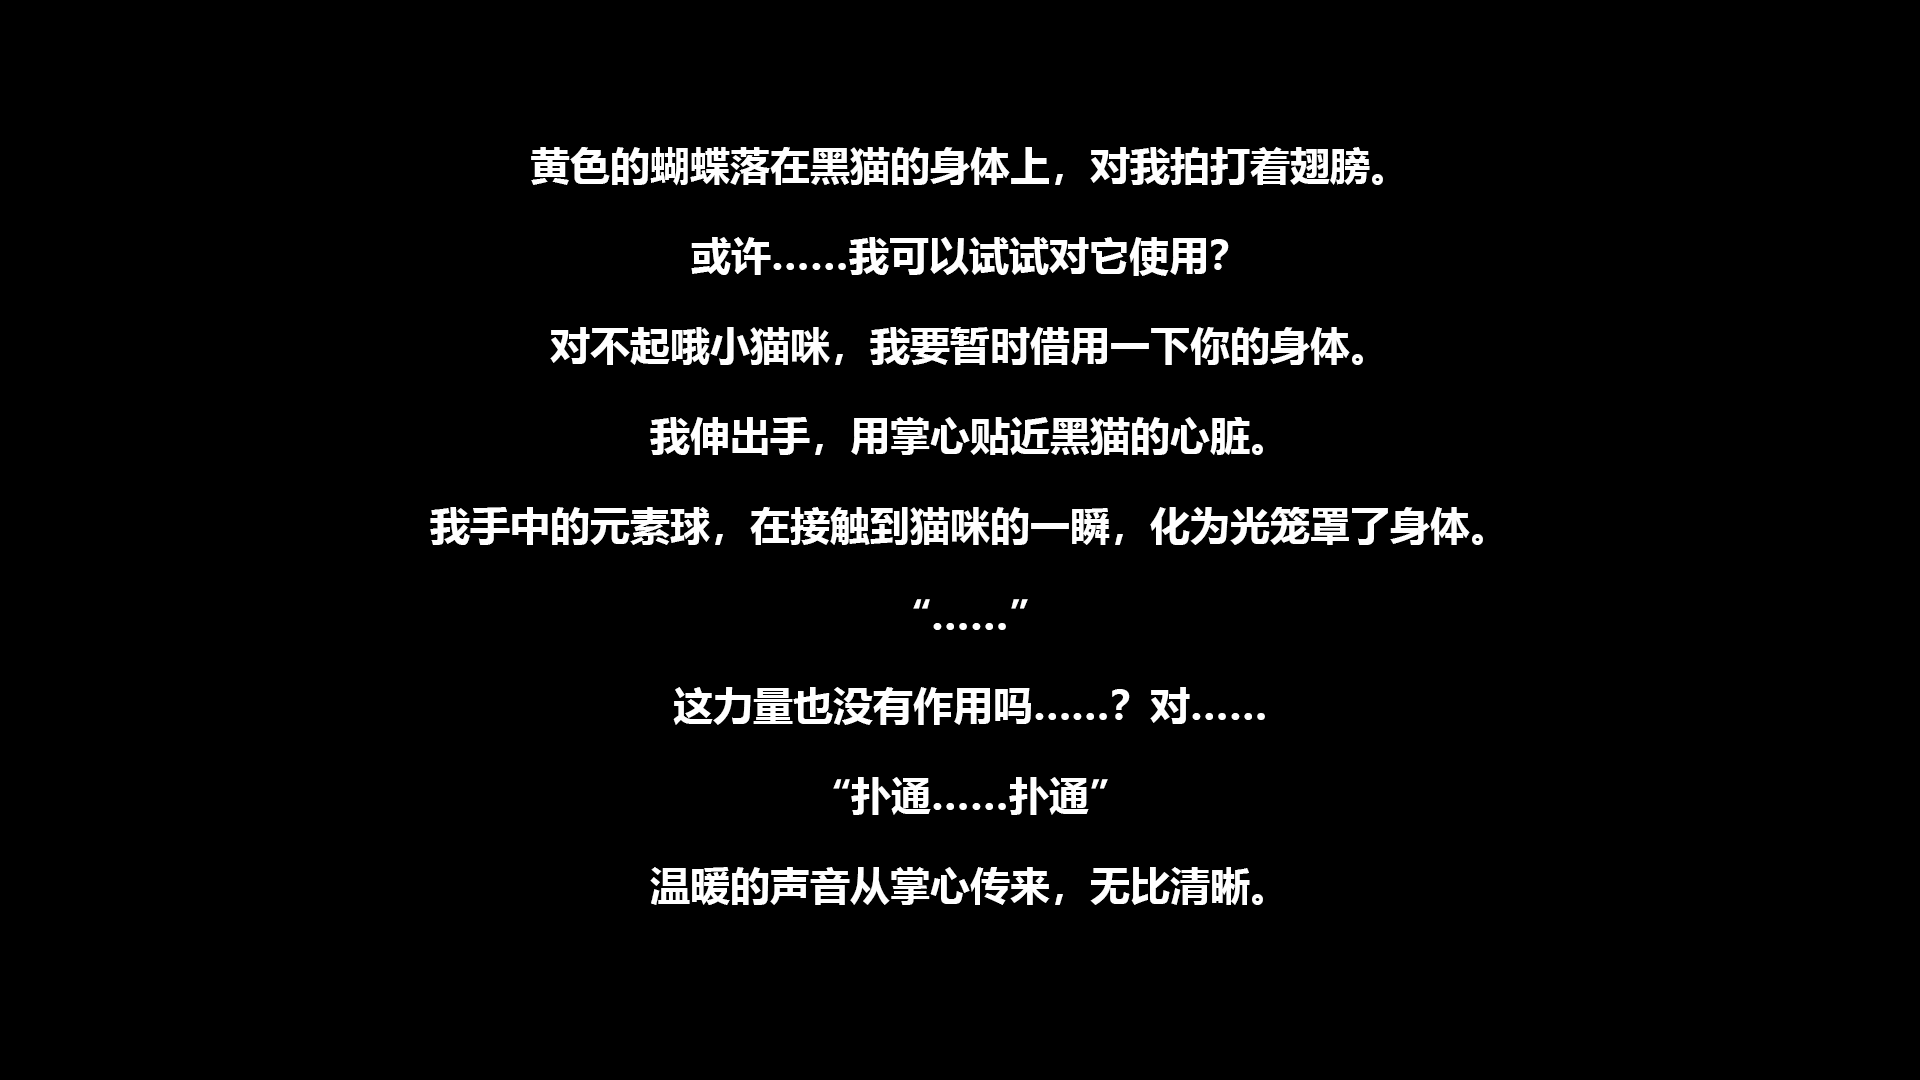 黄色的蝴蝶落在黑猫的身体上，对我拍打着翅膀。
或许……我可以试试对它使用？
对不起哦小猫咪，我要暂时借用一下你的身体。
我伸出手，用掌心贴近黑猫的心脏。
我手中的元素球，在接触到猫咪的一瞬，化为光笼罩了身体。
“……”
这力量也没有作用吗……？对……
“扑通……扑通”
温暖的声音从掌心传来，无比清晰。